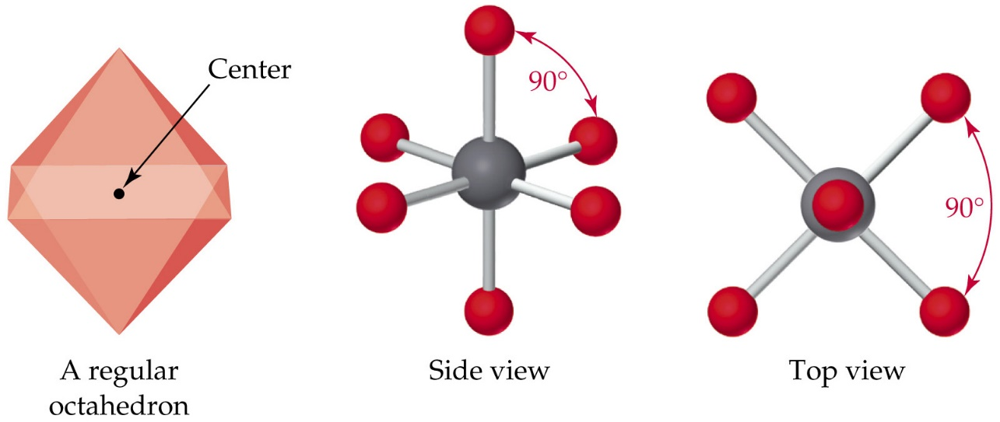 Center
90°
90°
A regular
octahedron
Side view
Top view